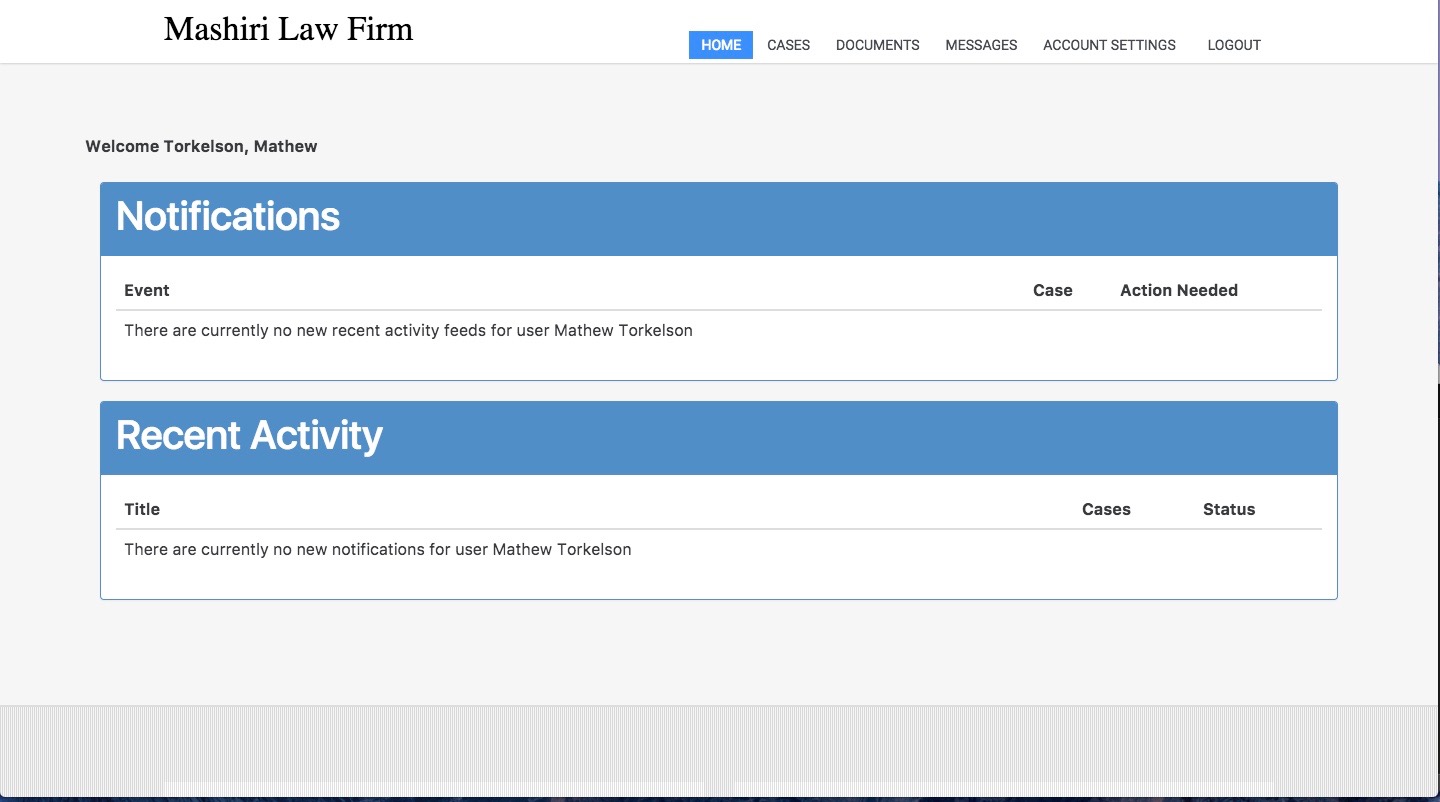 Mashiri Law Firm
HOME CASES DOCUMENTS MESSAGES ACCOUNT SETTINGS LOGOUT
Welcome Torkelson, Mathew
Notifications
Event Case Action Needed
There are currently no new recent activity feeds for user Mathew Torkelson
Recent Activity
Title Cases Status
There are currently no new notifications for user Mathew Torkelson